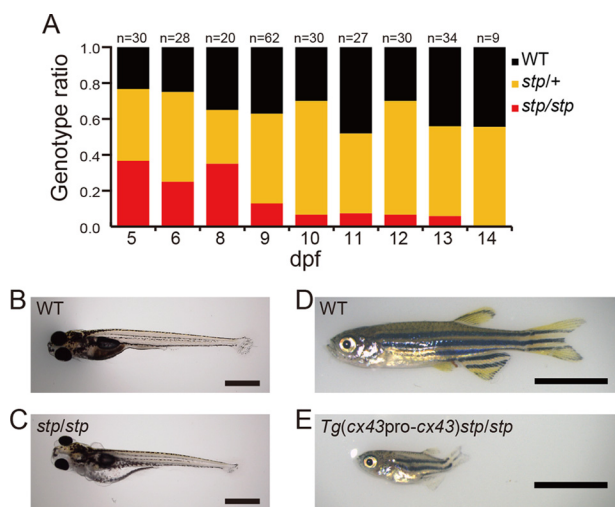 A
n=30 n=28 n=20 n=62 n=30 n=27 n=30 n=34 n=9
Genotype ratio
1.0
0.8
0.6
0.4
0.2
0.0
5 6 8 9 10 11 12 13 14
dpf
WT
stp/+
stp/stp
B WT
D WT
C stp/stp
E Tg(cx43pro-cx43)stp/stp